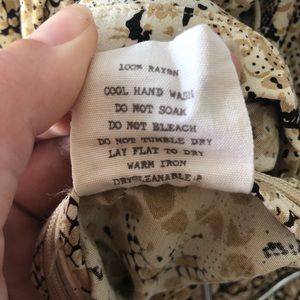 100% RAYON
COOL HAND WASH
DO NOT SOAK
DO NOT BLEACH
DO NOT TUMBLE DRY
LAY FLAT TO DRY
WARM IRON
DRYCLEANABLE.P